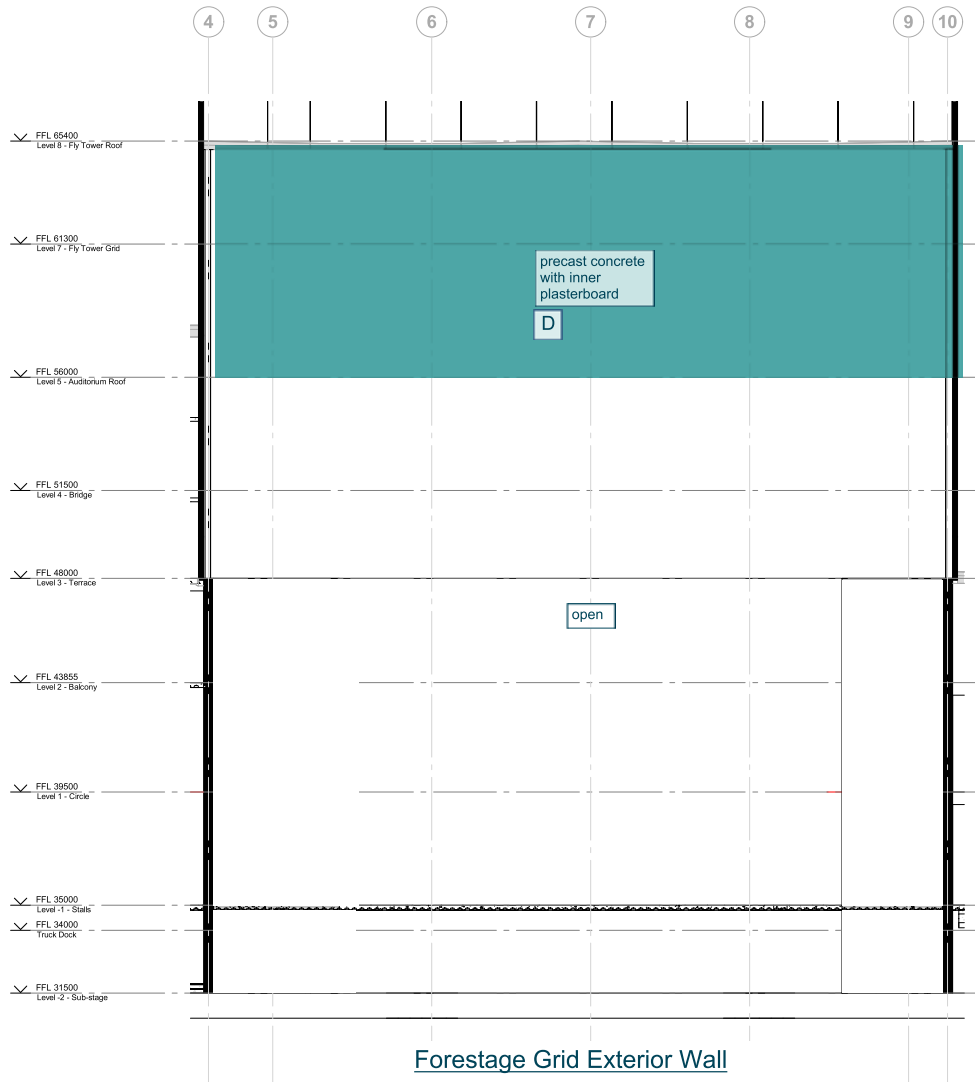 4 5 6 7 8 9 10
FFL 65400
Level 8 - Fly Tower Roof
FFL 61300
Level 7 - Fly Tower Grid
precast concrete
with inner
plasterboard
D
FFL 56000
Level 5 - Auditorium Roof
FFL 51500
Level 4 - Bridge
FFL 48000
Level 3 - Terrace
open
FFL 43855
Level 2 - Balcony
FFL 39500
Level 1 - Circle
FFL 35000
Level -1 - Stalls
FFL 34000
Truck Dock
FFL 31500
Level -2 - Sub-stage
Forestage Grid Exterior Wall